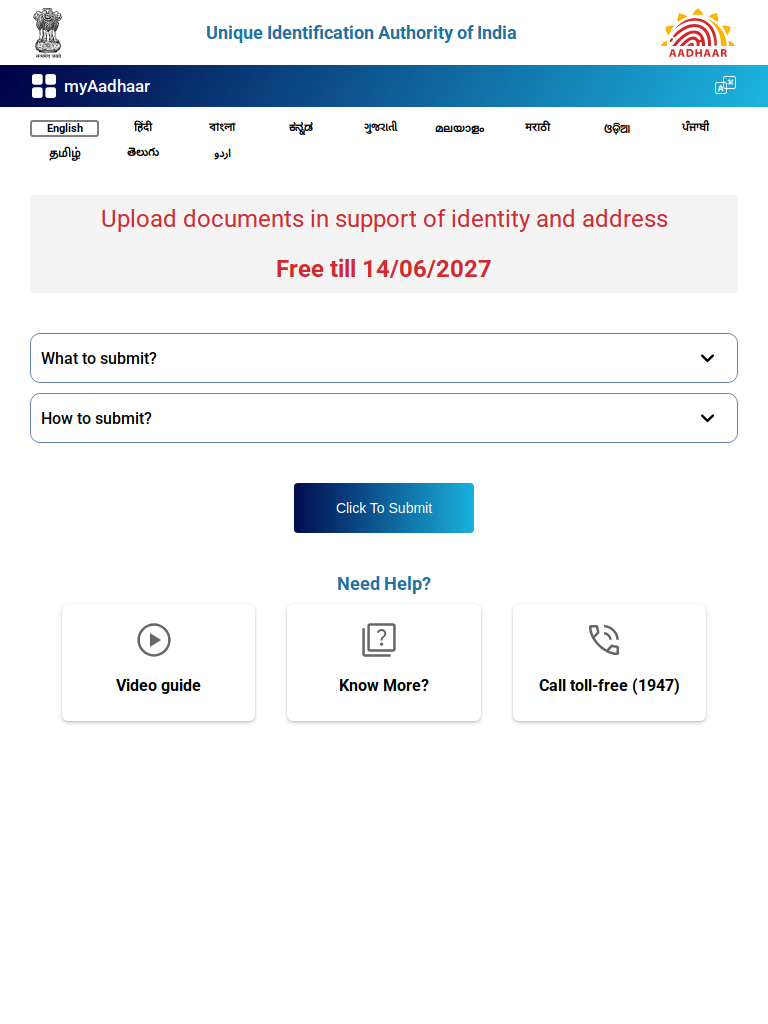 Unique Identification Authority of India
AADHAAR
myAadhaar
English हिंदी বাংলা ಕನ್ನಡ ગુજરાતી മലയാളം मराठी ଓଡ଼ିଆ ਪੰਜਾਬੀ
தமிழ் తెలుగు اردو
Upload documents in support of identity and address
Free till 14/06/2027
What to submit?
How to submit?
Click To Submit
Need Help?
Video guide Know More? Call toll-free (1947)